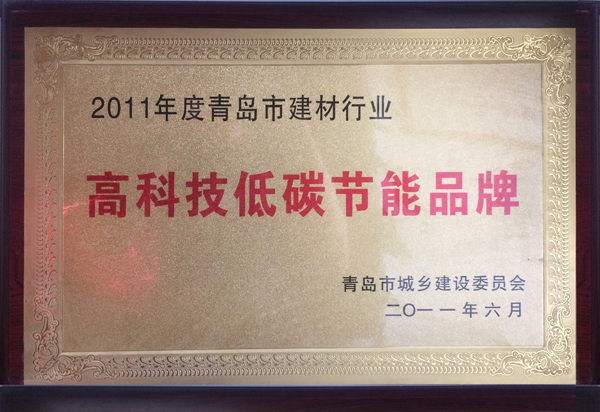 2011年度青岛市建材行业
高科技低碳节能品牌
青岛市城乡建设委员会
二〇一一年六月